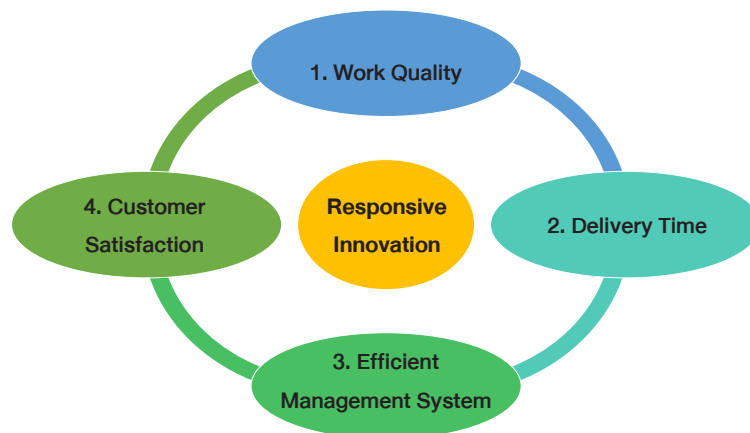 1. Work Quality
2. Delivery Time
3. Efficient
Management System
4. Customer
Satisfaction
Responsive
Innovation